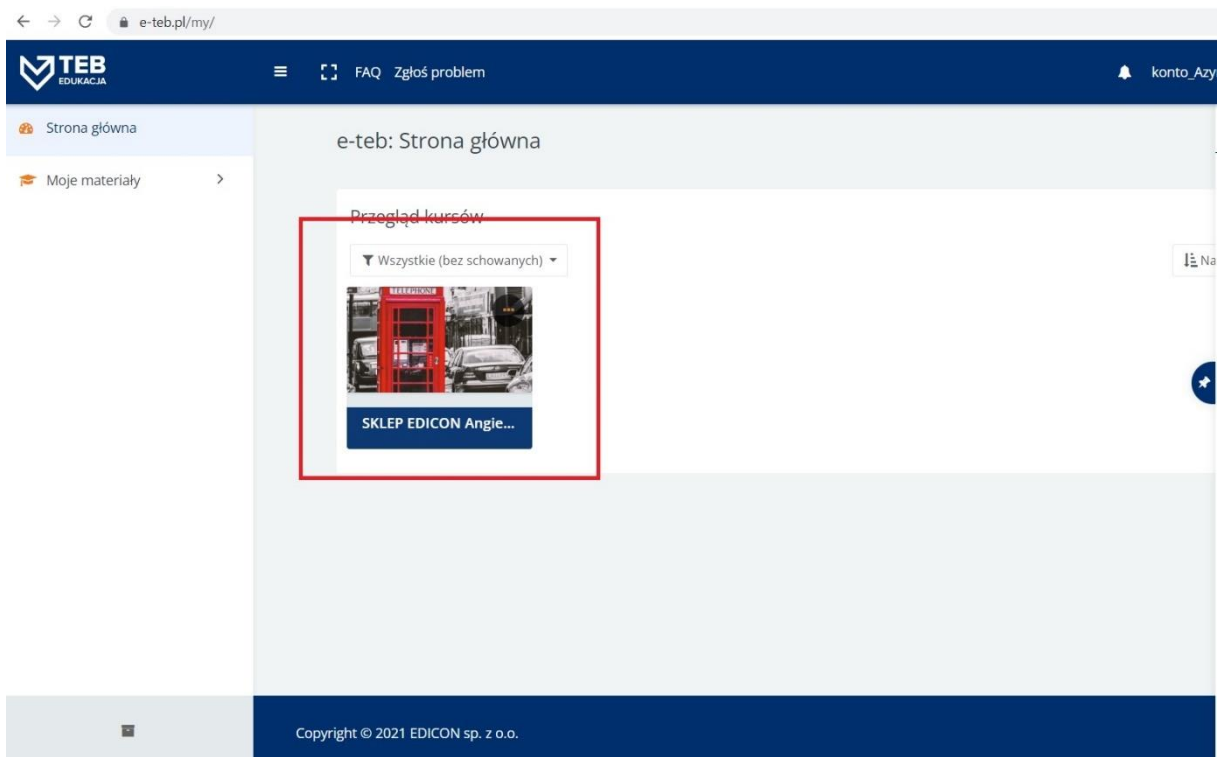 e-teb.pl/my/
TEB
EDUKACJA
FAQ Zgłoś problem
konto_Azy
Strona główna
Moje materiały
e-teb: Strona główna
Przegląd kursów
Wszystkie (bez schowanych)
Na
TELEPHONE
SKLEP EDICON Angie...
Copyright © 2021 EDICON sp. z o.o.